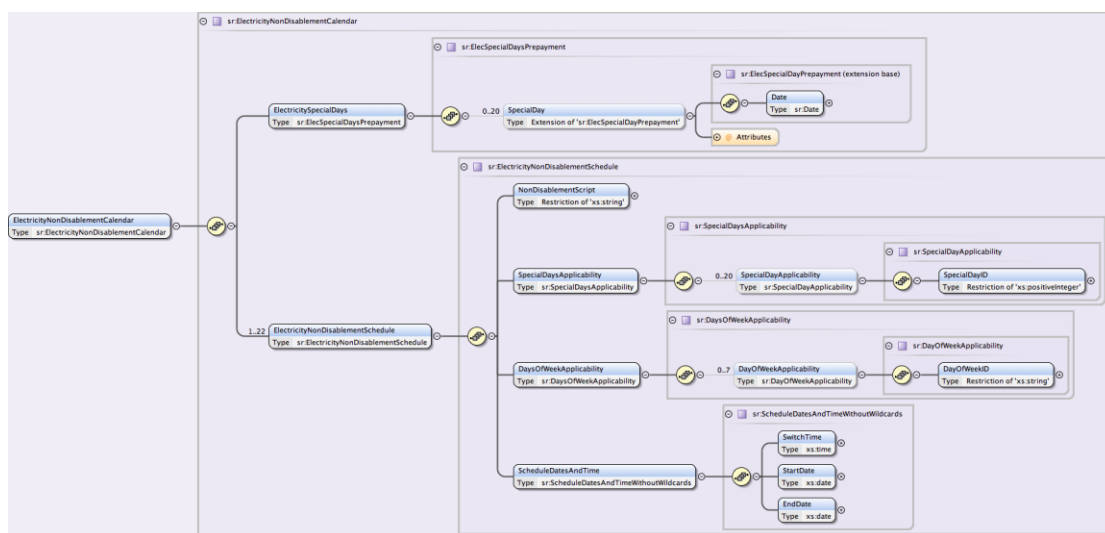 sr:ElectricityNonDisablementCalendar
sr:ElecSpecialDaysPrepayment
sr:ElecSpecialDayPrepayment (extension base)
Date
Type sr:Date
ElectricitySpecialDays
Type sr:ElecSpecialDaysPrepayment
0..20
SpecialDay
Type Extension of 'sr:ElecSpecialDayPrepayment'
Attributes
sr:ElectricityNonDisablementSchedule
NonDisablementScript
Type Restriction of 'xs:string'
ElectricityNonDisablementCalendar
Type sr:ElectricityNonDisablementCalendar
sr:SpecialDaysApplicability
sr:SpecialDayApplicability
SpecialDaysApplicability
Type sr:SpecialDaysApplicability
0..20
SpecialDayApplicability
Type sr:SpecialDayApplicability
SpecialDayID
Type Restriction of 'xs:positiveInteger'
1..22
ElectricityNonDisablementSchedule
Type sr:ElectricityNonDisablementSchedule
sr:DaysOfWeekApplicability
sr:DayOfWeekApplicability
DaysOfWeekApplicability
Type sr:DaysOfWeekApplicability
0..7
DayOfWeekApplicability
Type sr:DayOfWeekApplicability
DayOfWeekID
Type Restriction of 'xs:string'
sr:ScheduleDatesAndTimeWithoutWildcards
SwitchTime
Type xs:time
ScheduleDatesAndTime
Type sr:ScheduleDatesAndTimeWithoutWildcards
StartDate
Type xs:date
EndDate
Type xs:date